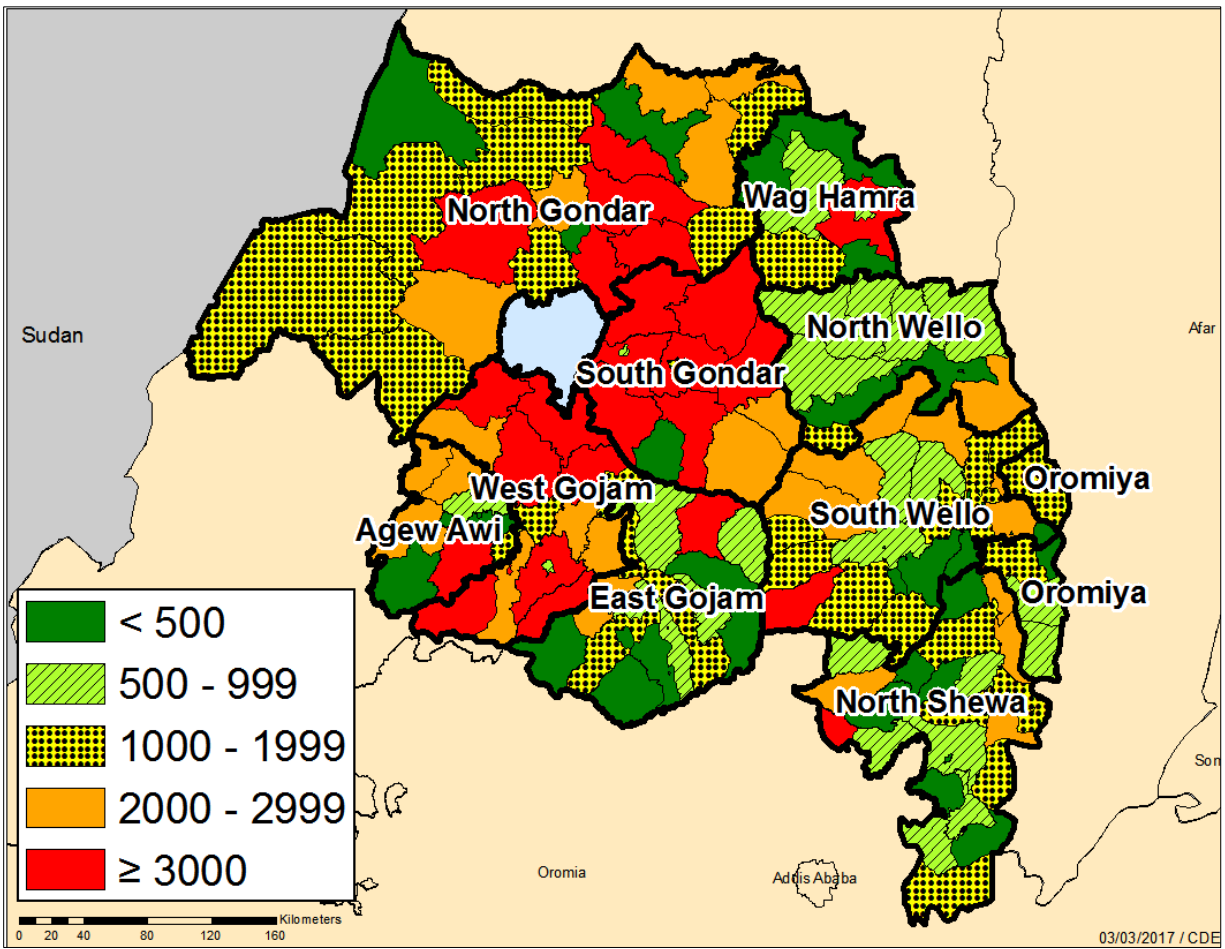 North Gondar
Wag Hamra
Sudan
North Wello
Afar
South Gondar
West Gojam
Oromiya
Agew Awi
South Wello
East Gojam
Oromiya
North Shewa
Som
Oromia
Addis Ababa
< 500
500 - 999
1000 - 1999
2000 - 2999
≥ 3000
Kilometers
0 20 40 80 120 160
03/03/2017 / CDE